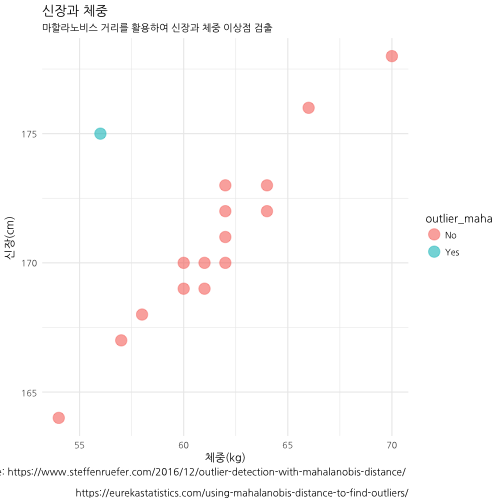 신장과 체중
마할라노비스 거리를 활용하여 신장과 체중 이상점 검출
175
170
165
신장(cm)
55 60 65 70
체중(kg)
outlier_maha
No
Yes
: https://www.steffenruefer.com/2016/12/outlier-detection-with-mahalanobis-distance/
https://eurekastatistics.com/using-mahalanobis-distance-to-find-outliers/